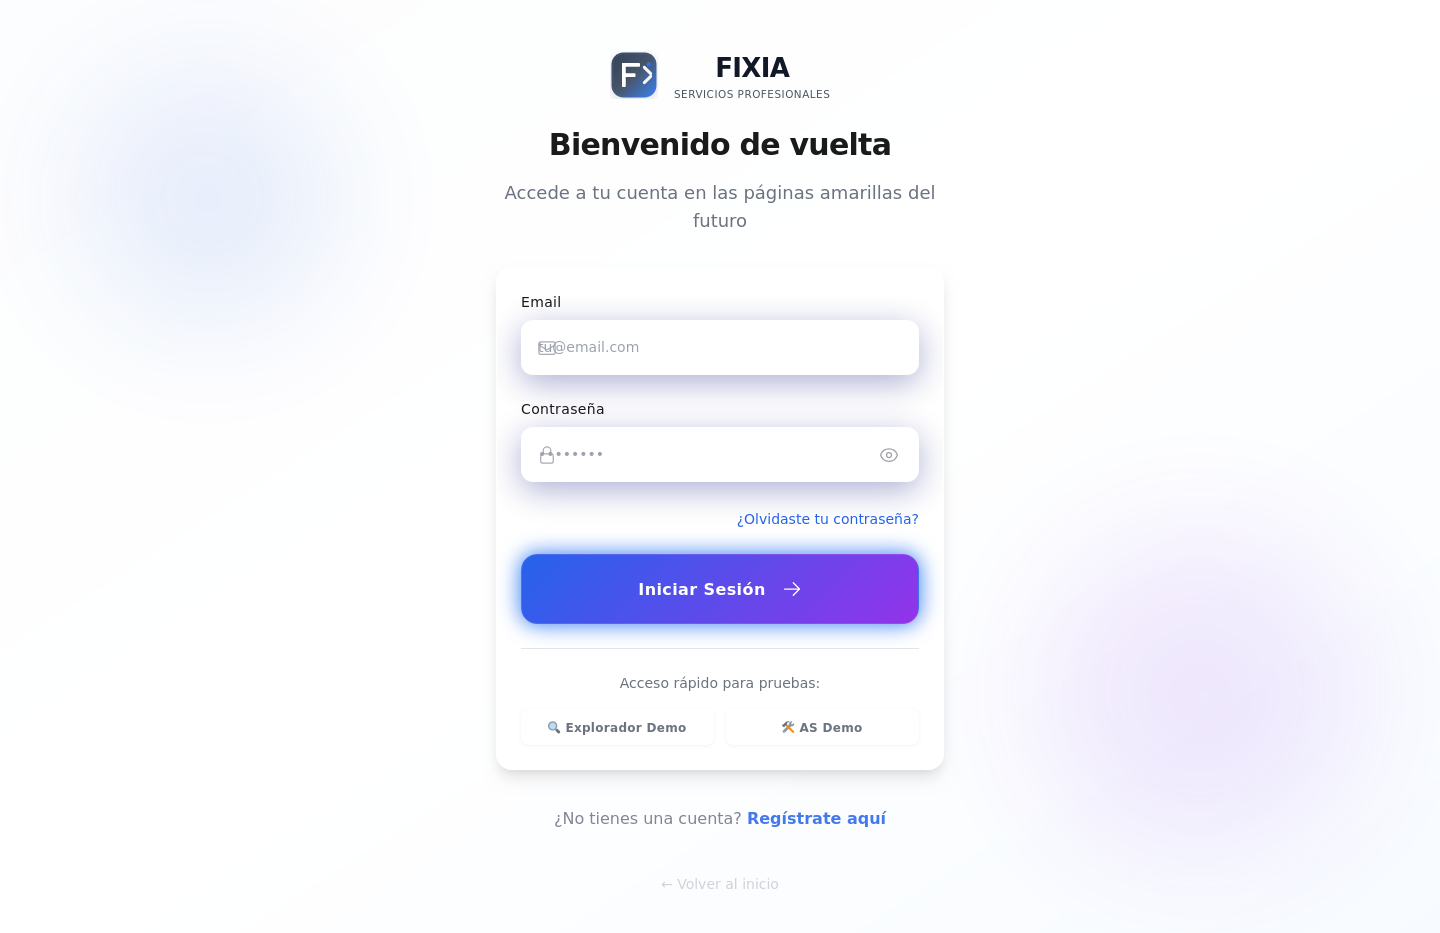 FIXIA
SERVICIOS PROFESIONALES
Bienvenido de vuelta
Accede a tu cuenta en las páginas amarillas del
futuro
Email
tu@email.com
Contraseña
••••••••
¿Olvidaste tu contraseña?
Iniciar Sesión →
Acceso rápido para pruebas:
🔍 Explorador Demo
🛠️ AS Demo
¿No tienes una cuenta? Regístrate aquí
← Volver al inicio